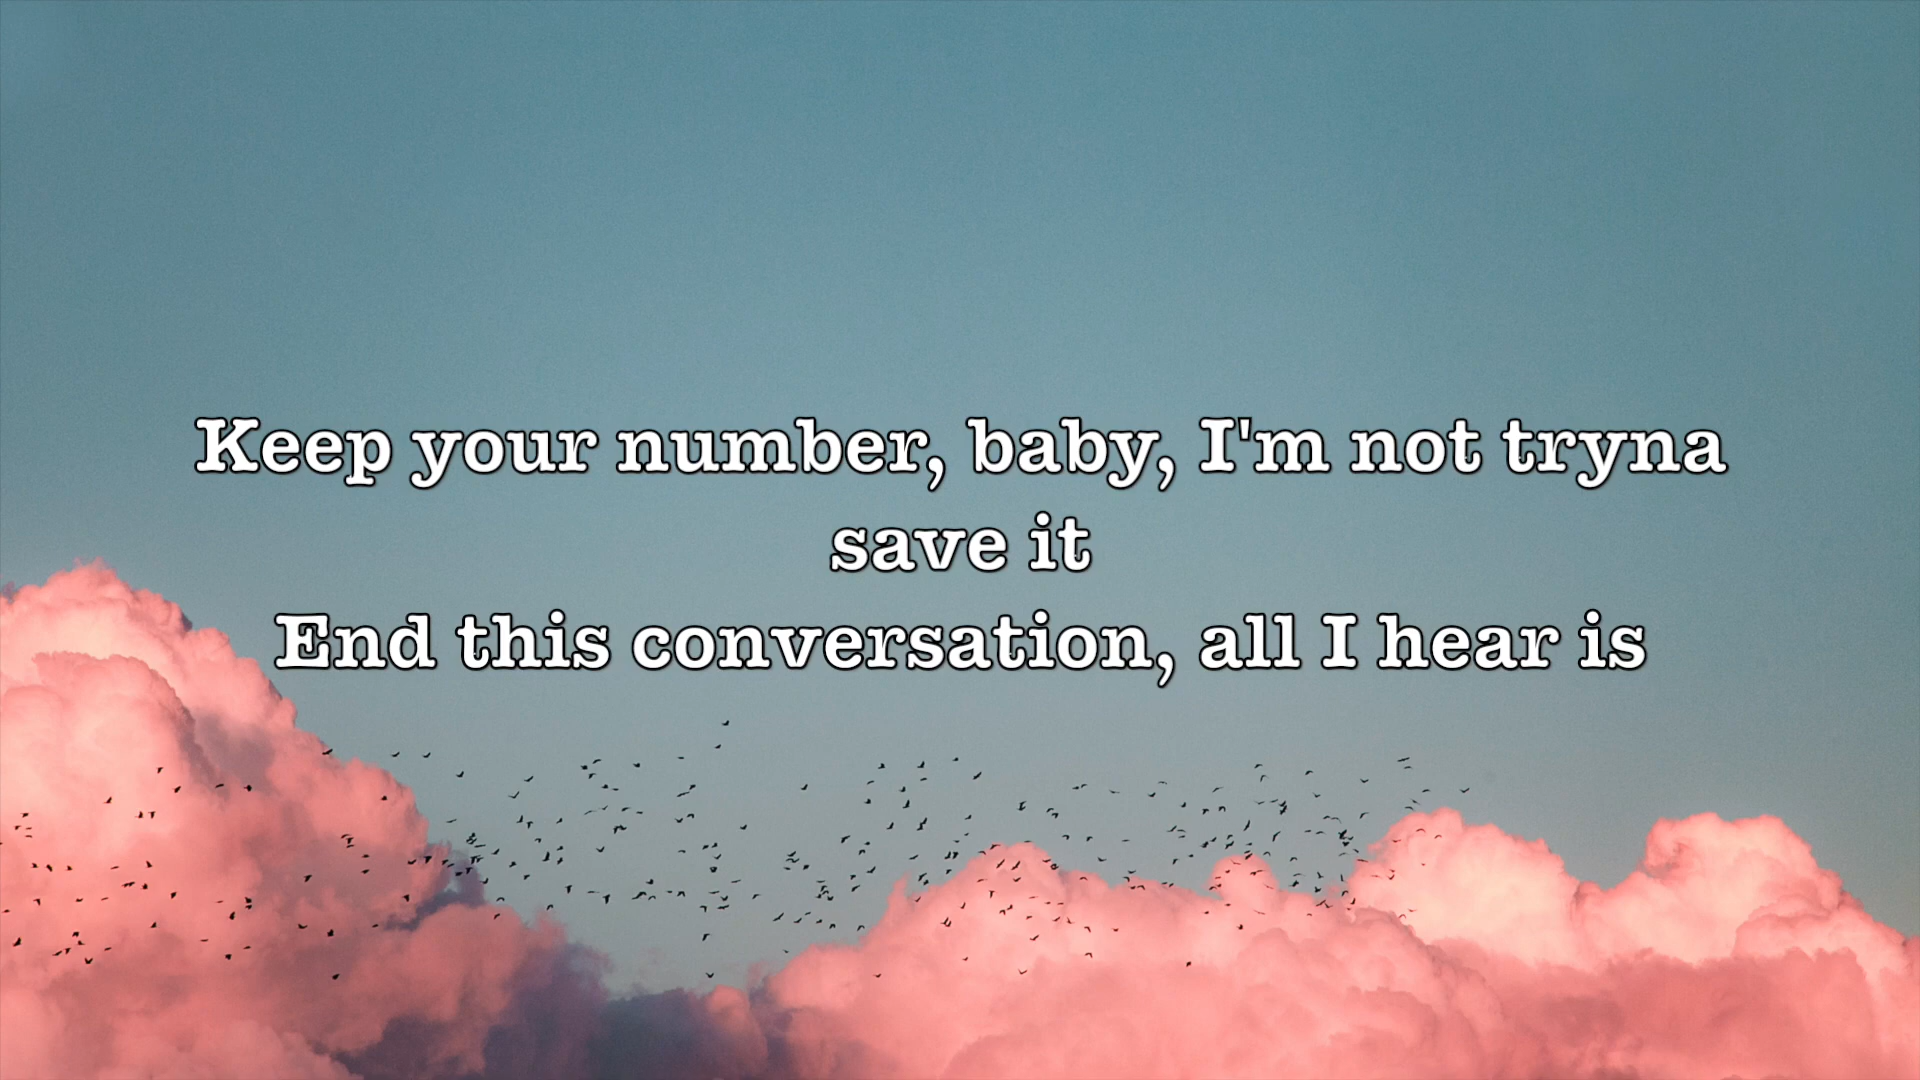 Keep your number, baby, I'm not tryna
save it
End this conversation, all I hear is